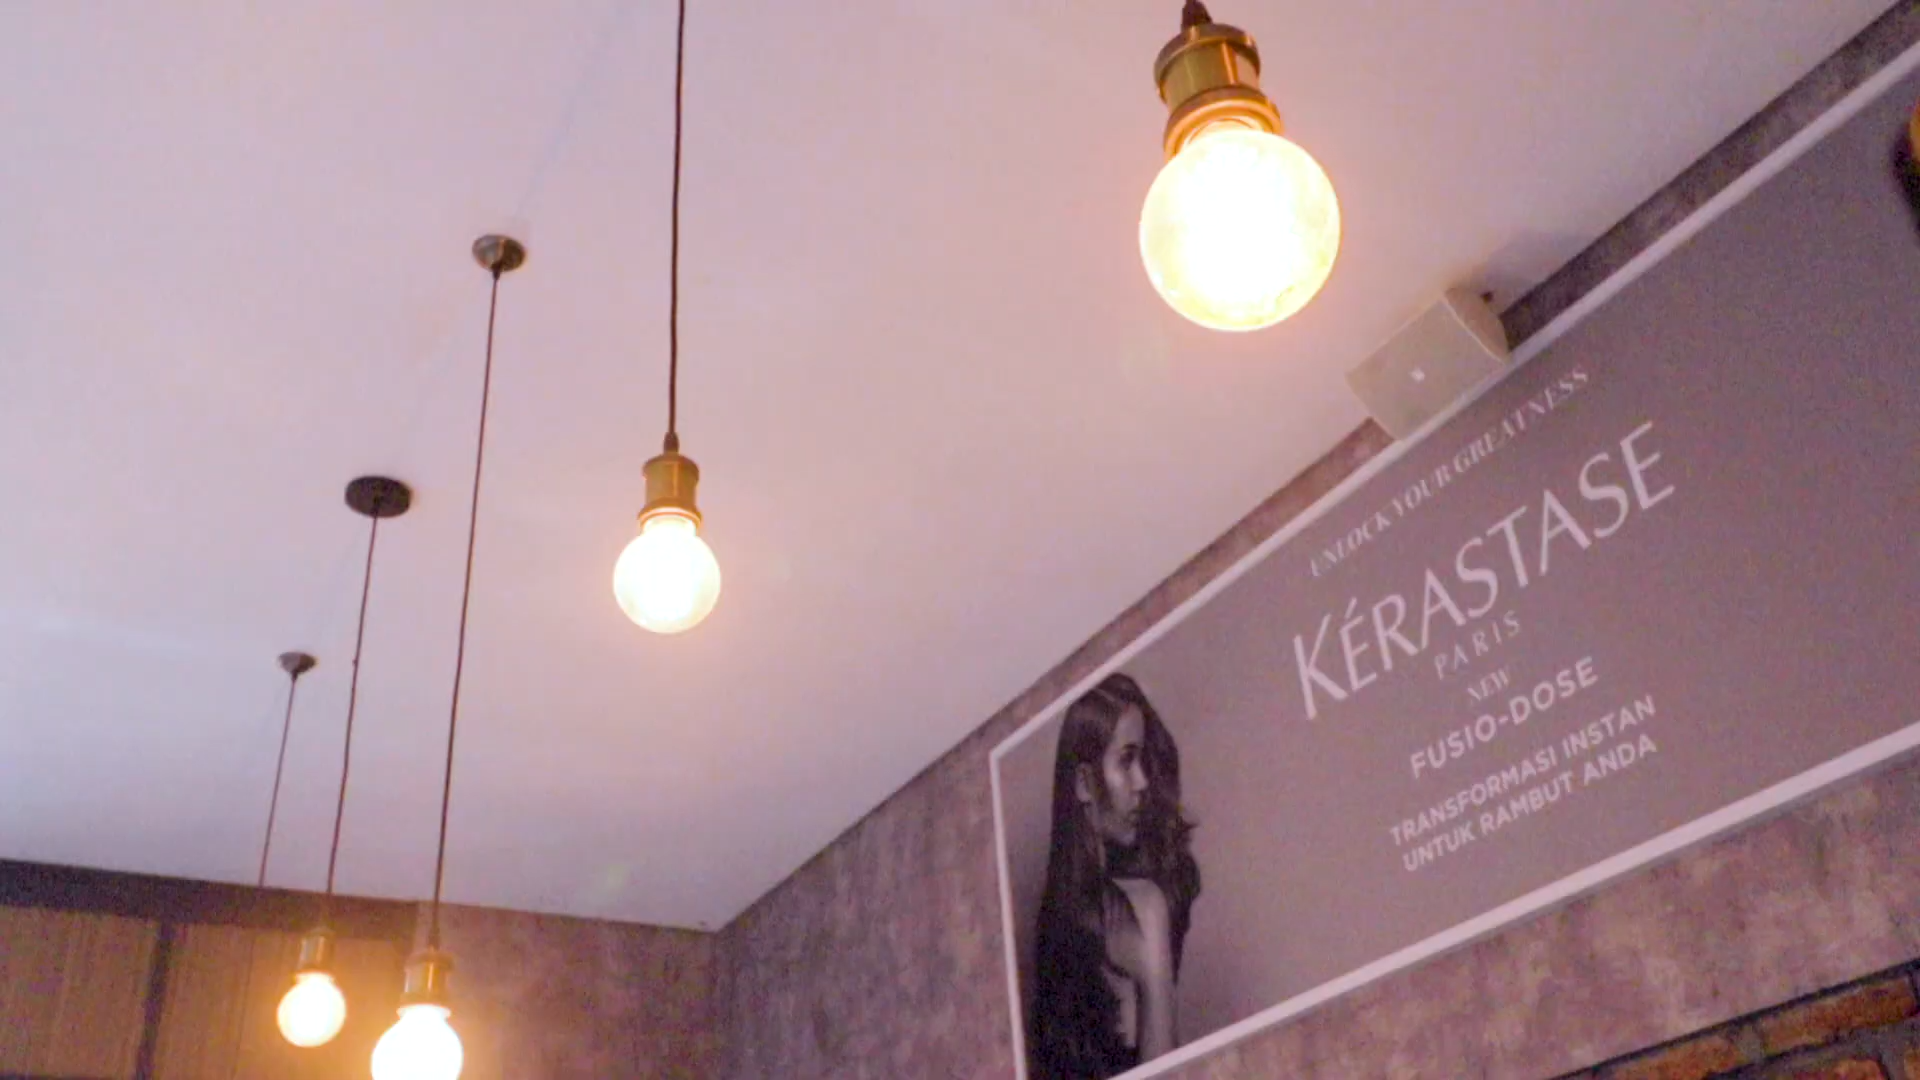 UNLOCK YOUR GREATNESS
KÉRASTASE
PARIS
NEW
FUSIO-DOSE
TRANSFORMASI INSTAN
UNTUK RAMBUT ANDA